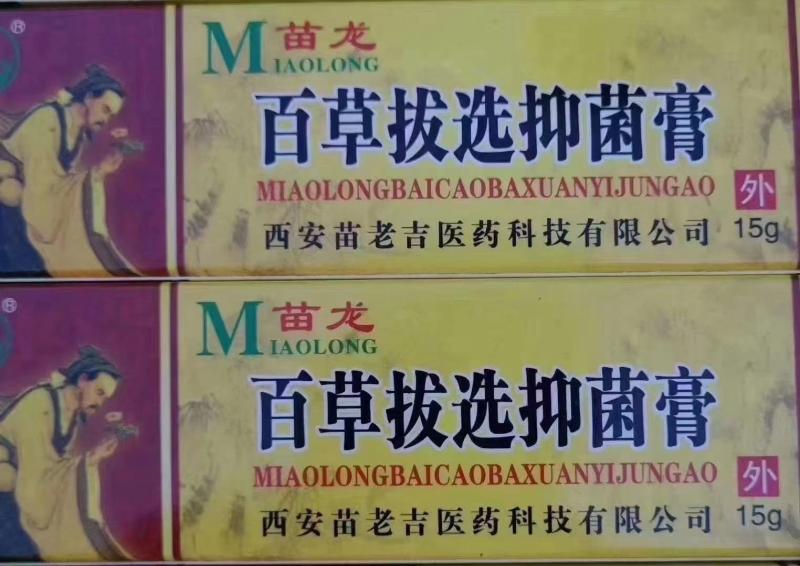 ®
M苗龙
IAOLONG
百草拔选抑菌膏
MIAOLONGBAICAOBAXUANYIJUNGAO
外
西安苗老吉医药科技有限公司
15g
®
M苗龙
IAOLONG
百草拔选抑菌膏
MIAOLONGBAICAOBAXUANYIJUNGAO
外
西安苗老吉医药科技有限公司
15g